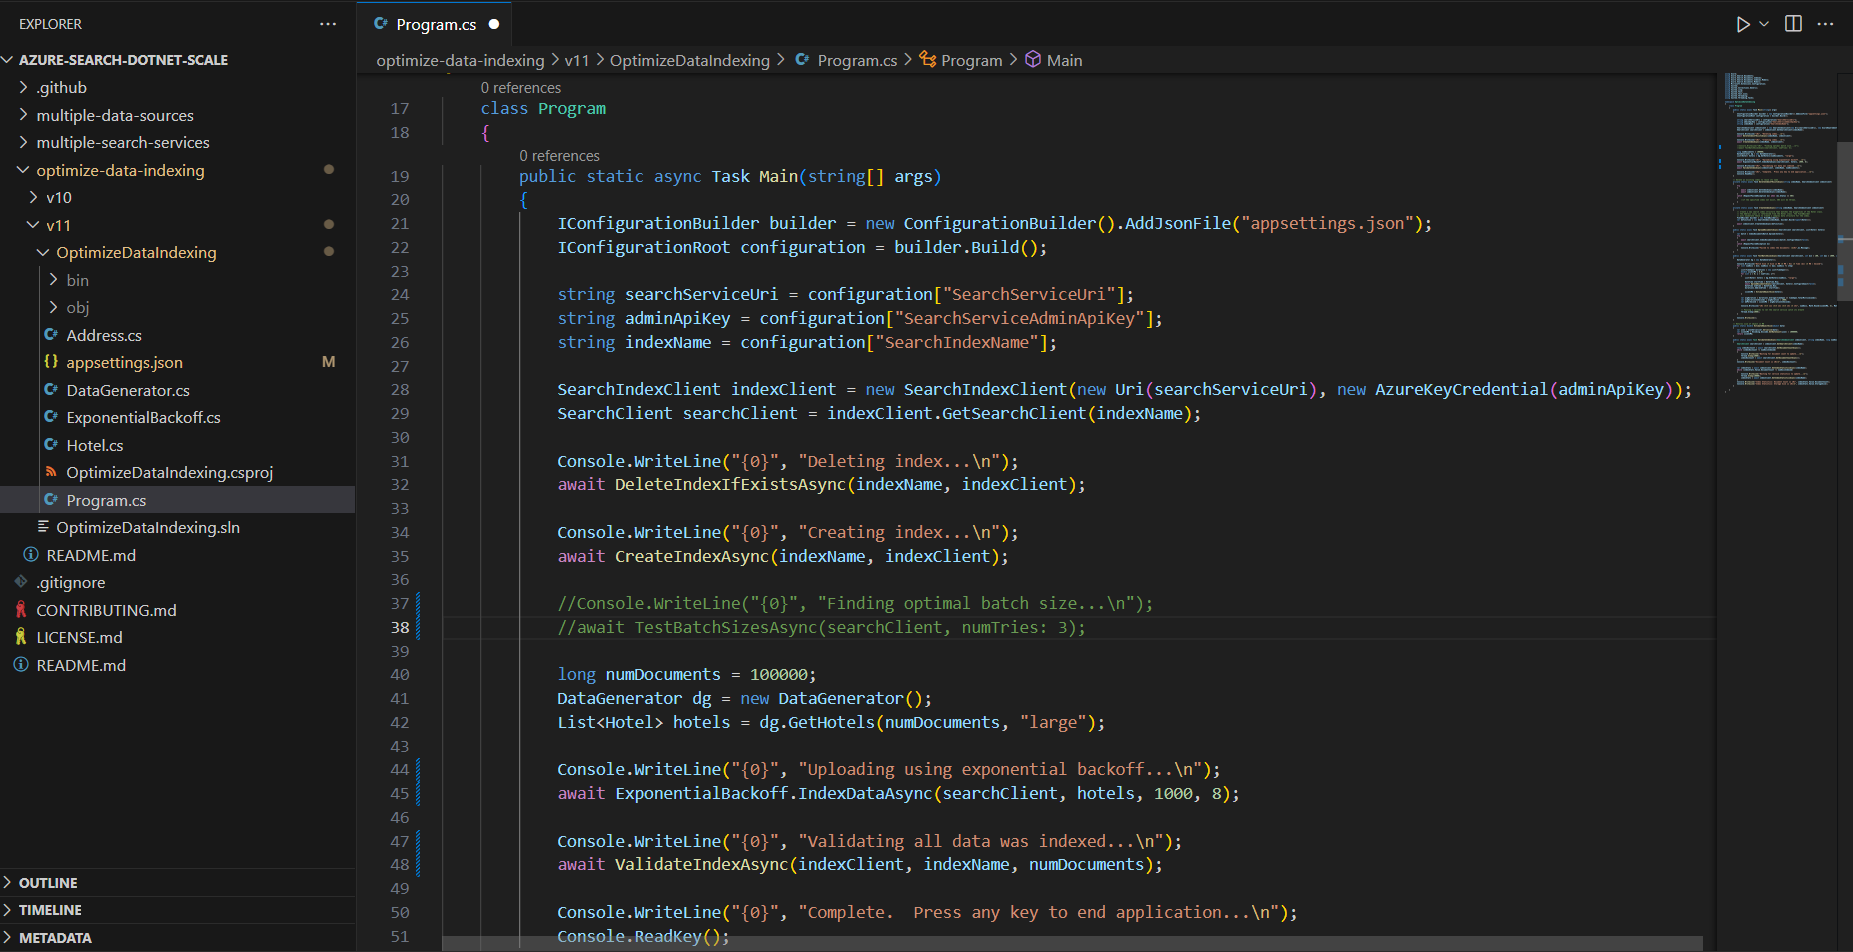 EXPLORER
AZURE-SEARCH-DOTNET-SCALE
.github
multiple-data-sources
multiple-search-services
optimize-data-indexing
v10
v11
OptimizeDataIndexing
bin
obj
Address.cs
appsettings.json M
DataGenerator.cs
ExponentialBackoff.cs
Hotel.cs
OptimizeDataIndexing.csproj
Program.cs
OptimizeDataIndexing.sln
README.md
.gitignore
CONTRIBUTING.md
LICENSE.md
README.md
OUTLINE
TIMELINE
METADATA
Program.cs
optimize-data-indexing > v11 > OptimizeDataIndexing > Program.cs > Program > Main
0 references
17 class Program
18 {
0 references
19 public static async Task Main(string[] args)
20 {
21 IConfigurationBuilder builder = new ConfigurationBuilder().AddJsonFile("appsettings.json");
22 IConfigurationRoot configuration = builder.Build();
23
24 string searchServiceUri = configuration["SearchServiceUri"];
25 string adminApiKey = configuration["SearchServiceAdminApiKey"];
26 string indexName = configuration["SearchIndexName"];
27
28 SearchIndexClient indexClient = new SearchIndexClient(new Uri(searchServiceUri), new AzureKeyCredential(adminApiKey));
29 SearchClient searchClient = indexClient.GetSearchClient(indexName);
30
31 Console.WriteLine("{0}", "Deleting index...\n");
32 await DeleteIndexIfExistsAsync(indexName, indexClient);
33
34 Console.WriteLine("{0}", "Creating index...\n");
35 await CreateIndexAsync(indexName, indexClient);
36
37 //Console.WriteLine("{0}", "Finding optimal batch size...\n");
38 //await TestBatchSizesAsync(searchClient, numTries: 3);
39
40 long numDocuments = 100000;
41 DataGenerator dg = new DataGenerator();
42 List<Hotel> hotels = dg.GetHotels(numDocuments, "large");
43
44 Console.WriteLine("{0}", "Uploading using exponential backoff...\n");
45 await ExponentialBackoff.IndexDataAsync(searchClient, hotels, 1000, 8);
46
47 Console.WriteLine("{0}", "Validating all data was indexed...\n");
48 await ValidateIndexAsync(indexClient, indexName, numDocuments);
49
50 Console.WriteLine("{0}", "Complete.  Press any key to end application...\n");
51 Console.ReadKey();